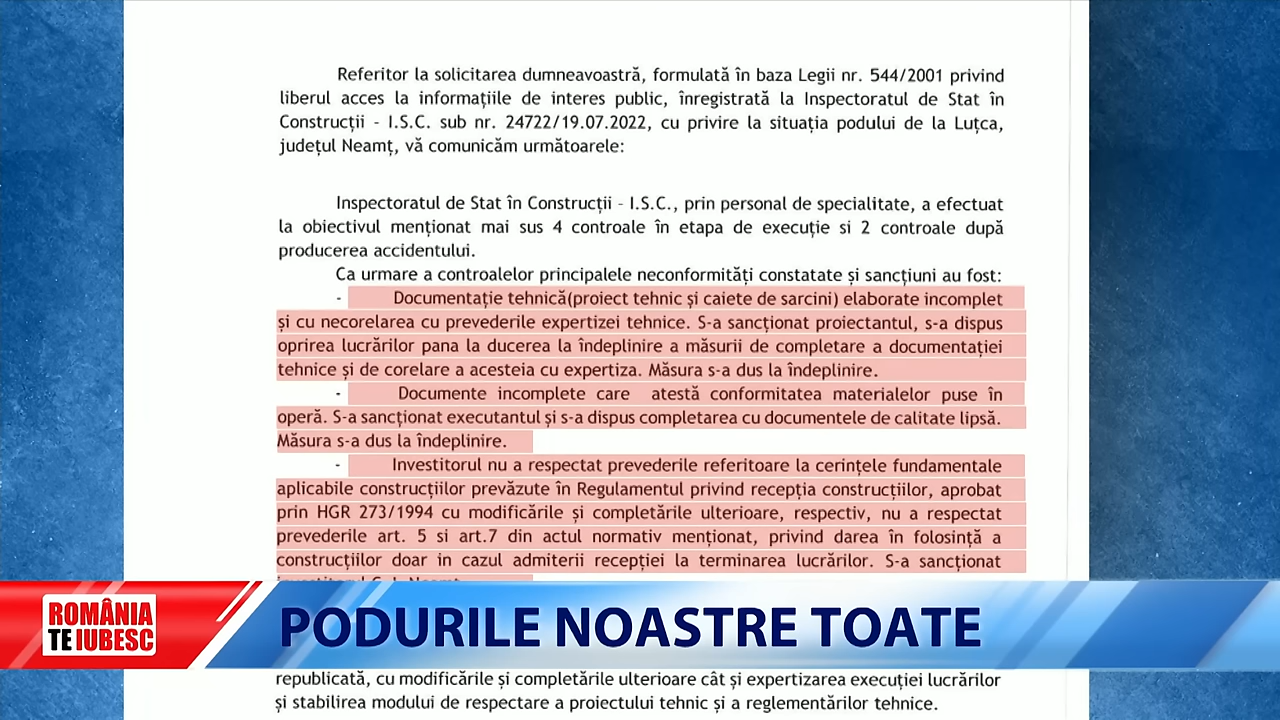 Referitor la solicitarea dumneavoastră, formulată în baza Legii nr. 544/2001 privind
liberul acces la informațiile de interes public, înregistrată la Inspectoratul de Stat în
Construcții - I.S.C. sub nr. 24722/19.07.2022, cu privire la situația podului de la Luțca,
județul Neamț, vă comunicăm următoarele:
Inspectoratul de Stat în Construcții - I.S.C., prin personal de specialitate, a efectuat
la obiectivul menționat mai sus 4 controale în etapa de execuție si 2 controale după
producerea accidentului.
Ca urmare a controalelor principalele neconformități constatate și sancțiuni au fost:
- Documentație tehnică(proiect tehnic și caiete de sarcini) elaborate incomplet
și cu necorelarea cu prevederile expertizei tehnice. S-a sancționat proiectantul, s-a dispus
oprirea lucrărilor pana la ducerea la îndeplinire a măsurii de completare a documentației
tehnice și de corelare a acesteia cu expertiza. Măsura s-a dus la îndeplinire.
- Documente incomplete care atestă conformitatea materialelor puse în
operă. S-a sancționat executantul și s-a dispus completarea cu documentele de calitate lipsă.
Măsura s-a dus la îndeplinire.
- Investitorul nu a respectat prevederile referitoare la cerințele fundamentale
aplicabile construcțiilor prevăzute în Regulamentul privind recepția construcțiilor, aprobat
prin HGR 273/1994 cu modificările și completările ulterioare, respectiv, nu a respectat
prevederile art. 5 si art.7 din actul normativ menționat, privind darea în folosință a
construcțiilor doar in cazul admiterii recepției la terminarea lucrărilor. S-a sancționat
ROMÂNIA
TE IUBESC
PODURILE NOASTRE TOATE
republicată, cu modificările și completările ulterioare cât și expertizarea execuției lucrărilor
și stabilirea modului de respectare a proiectului tehnic și a reglementărilor tehnice.